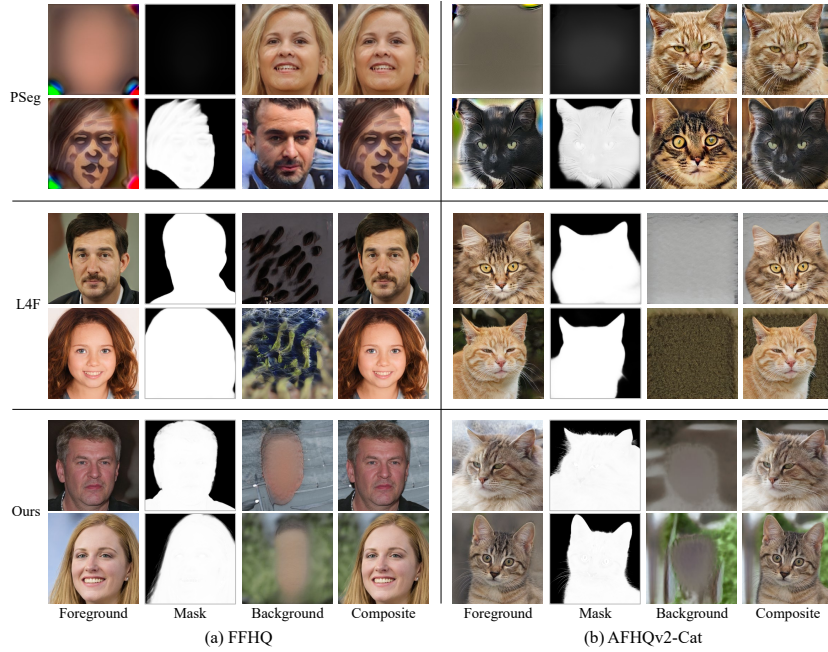 PSeg
L4F
Ours
Foreground Mask Background Composite Foreground Mask Background Composite
(a) FFHQ (b) AFHQv2-Cat